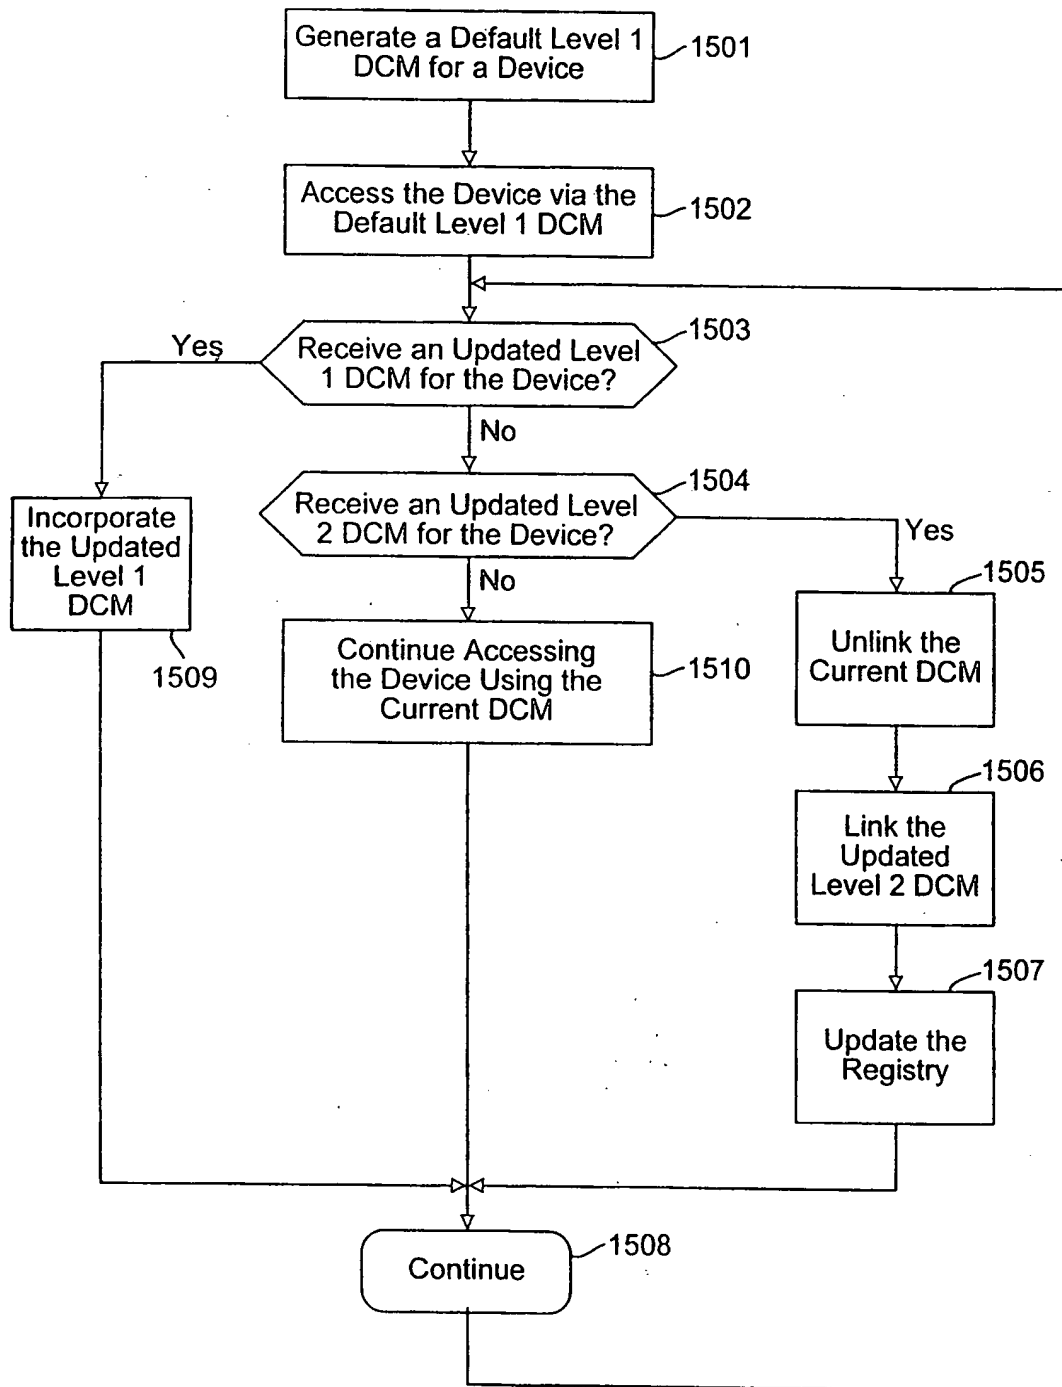 Generate a Default Level 1
DCM for a Device
1501
Access the Device via the
Default Level 1 DCM
1502
1503
Yes
Receive an Updated Level
1 DCM for the Device?
No
1504
Receive an Updated Level
2 DCM for the Device?
Yes
Incorporate
the Updated
Level 1
DCM
1509
No
1505
Continue Accessing
the Device Using the
Current DCM
1510
Unlink the
Current DCM
1506
Link the
Updated
Level 2 DCM
1507
Update the
Registry
1508
Continue